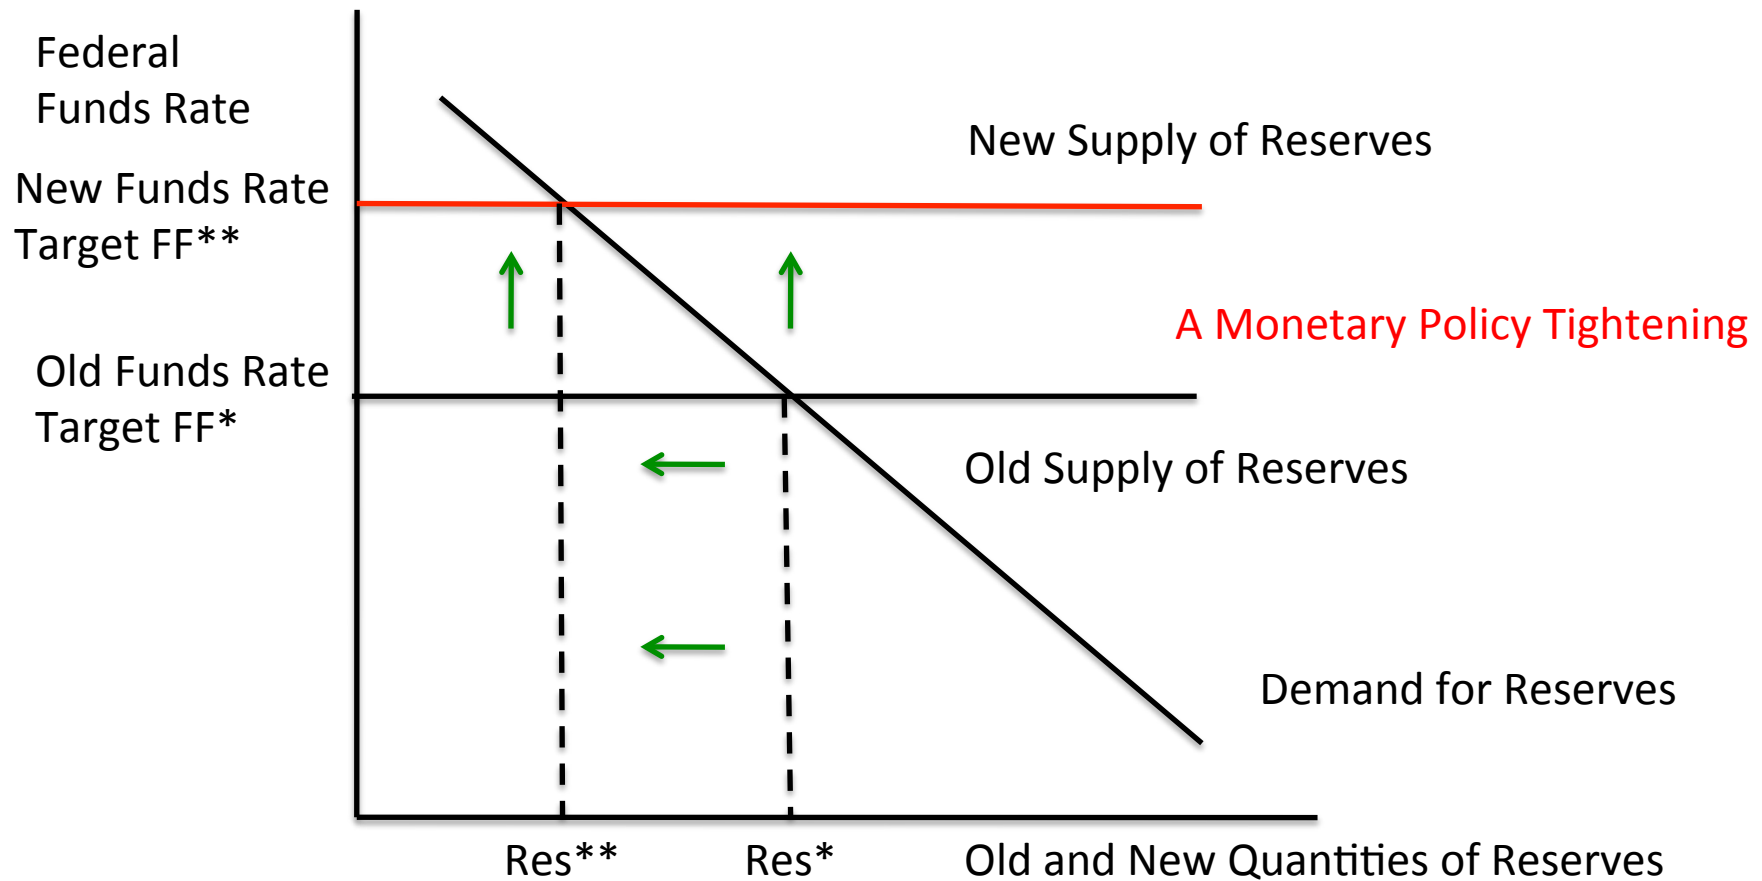 Federal
Funds Rate
New Supply of Reserves
New Funds Rate
Target FF**
A Monetary Policy Tightening
Old Funds Rate
Target FF*
Old Supply of Reserves
Demand for Reserves
Res**
Res*
Old and New Quantities of Reserves